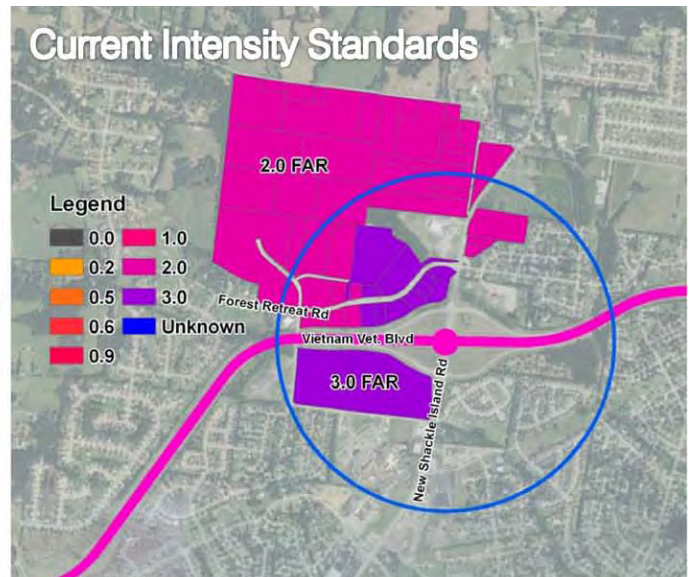 Current Intensity Standards
2.0 FAR
Legend
0.0 1.0
0.2 2.0
0.5 3.0
0.6 Unknown
0.9
Forest Retreat Rd
Vietnam Vet. Blvd
3.0 FAR
New Shackle Island Rd